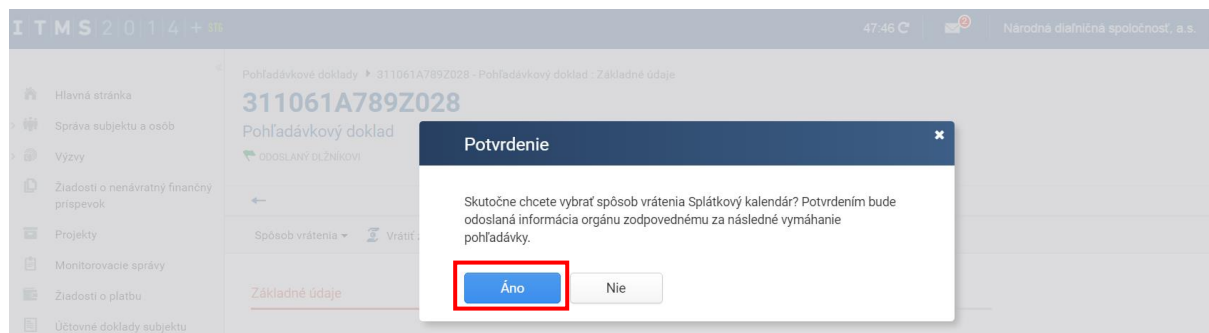 ITMS2014+
47:46
2
Národná diaľničná spoločnosť, a.s.
Pohľadávkové doklady ▸ 311061A789Z028 - Pohľadávkový doklad : Základné údaje
311061A789Z028
Pohľadávkový doklad
ODOSLANÝ DLŽNÍKOVI
Hlavná stránka
Správa subjektu a osôb
Výzvy
Žiadosti o nenávratný finančný
príspevok
Projekty
Monitorovacie správy
Žiadosti o platbu
Účtovné doklady subjektu
Spôsob vrátenia
Vrátiť
Základné údaje
Potvrdenie
Skutočne chcete vybrať spôsob vrátenia Splátkový kalendár? Potvrdením bude
odoslaná informácia orgánu zodpovednému za následné vymáhanie
pohľadávky.
Áno
Nie